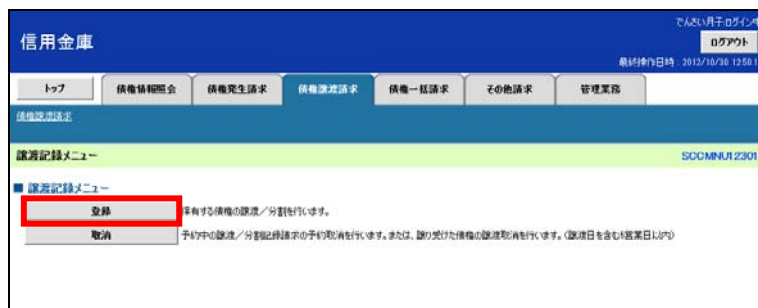 でんさい月子ログイン中
信用金庫
ログアウト
最終操作日時：2012/10/30 12:50:1
トップ 債権情報照会 債権発生請求 債権譲渡請求 債権一括請求 その他請求 管理業務
債権譲渡請求
譲渡記録メニュー SCCMNU12301
■ 譲渡記録メニュー
登録 保有する債権の譲渡／分割を行います。
取消 予約中の譲渡／分割記録請求の予約取消を行います。または、譲り受けた債権の譲渡取消を行います。（譲渡日を含む5営業日以内）